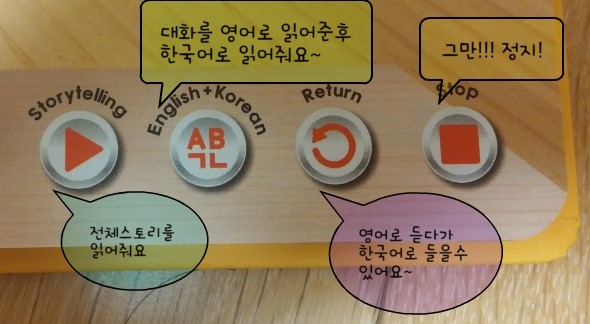 대화를 영어로 읽어준후
한국어로 읽어줘요~
그만!!! 정지!
Storytelling
English+Korean
Return
Stop
AB
ㄱㄴ
전체스토리를
읽어줘요
영어로 듣다가
한국어로 들을수
있어요~